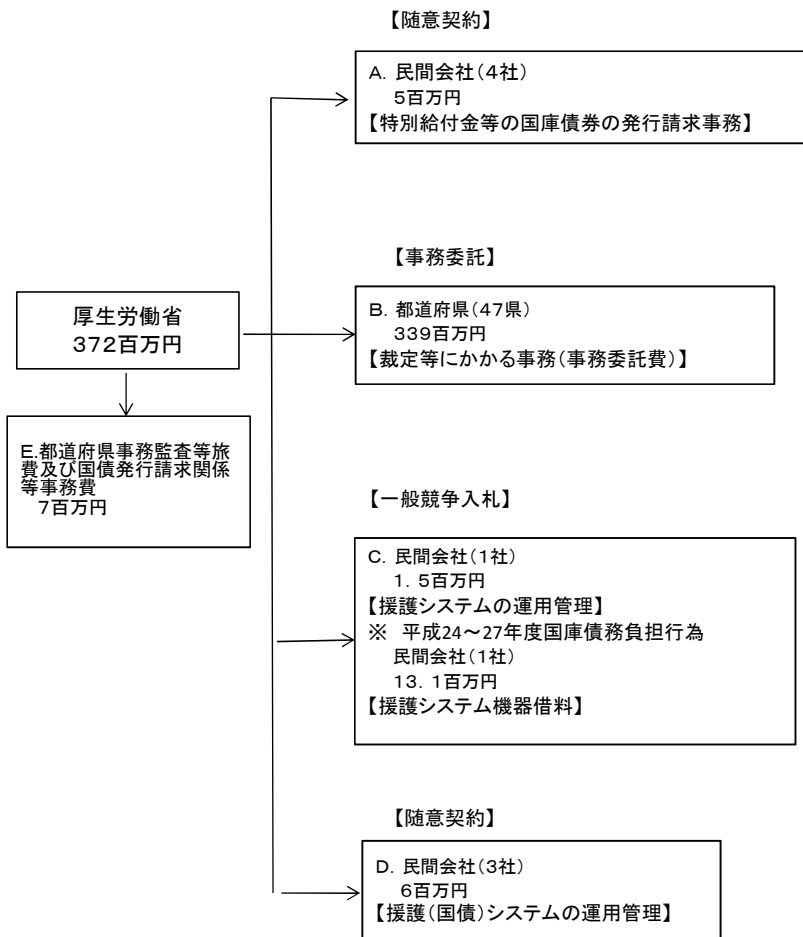 【随意契約】
A．民間会社（４社）
５百万円
【特別給付金等の国庫債券の発行請求事務】
【事務委託】
B．都道府県（47県）
339百万円
【裁定等にかかる事務（事務委託費）】
厚生労働省
372百万円
E.都道府県事務監査等旅
費及び国債発行請求関係
等事務費
７百万円
【一般競争入札】
C．民間会社（１社）
１．５百万円
【援護システムの運用管理】
※　平成24～27年度国庫債務負担行為
民間会社（１社）
13．１百万円
【援護システム機器借料】
【随意契約】
D．民間会社（３社）
６百万円
【援護（国債）システムの運用管理】